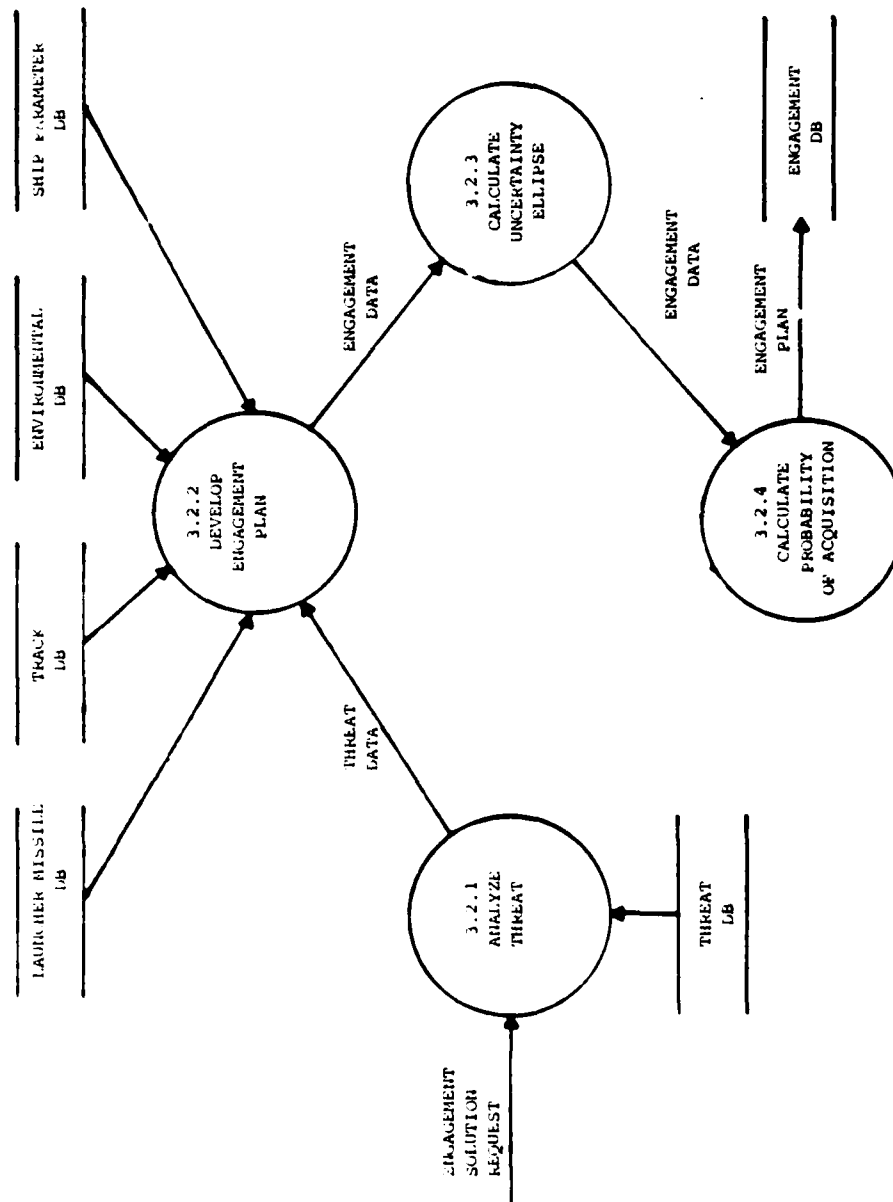 LAUNCHER MISSILE
DB
TRACK
DB
ENVIRONMENTAL
DB
SHIP PARAMETER
DB
3.2.2
DEVELOP
ENGAGEMENT
PLAN
THREAT
DATA
ENGAGEMENT
DATA
ENGAGEMENT
SOLUTION
REQUEST
3.2.1
ANALYZE
THREAT
3.2.3
CALCULATE
UNCERTAINTY
ELLIPSE
THREAT
DB
ENGAGEMENT
DATA
3.2.4
CALCULATE
PROBABILITY
OF ACQUISITION
ENGAGEMENT
PLAN
ENGAGEMENT
DB